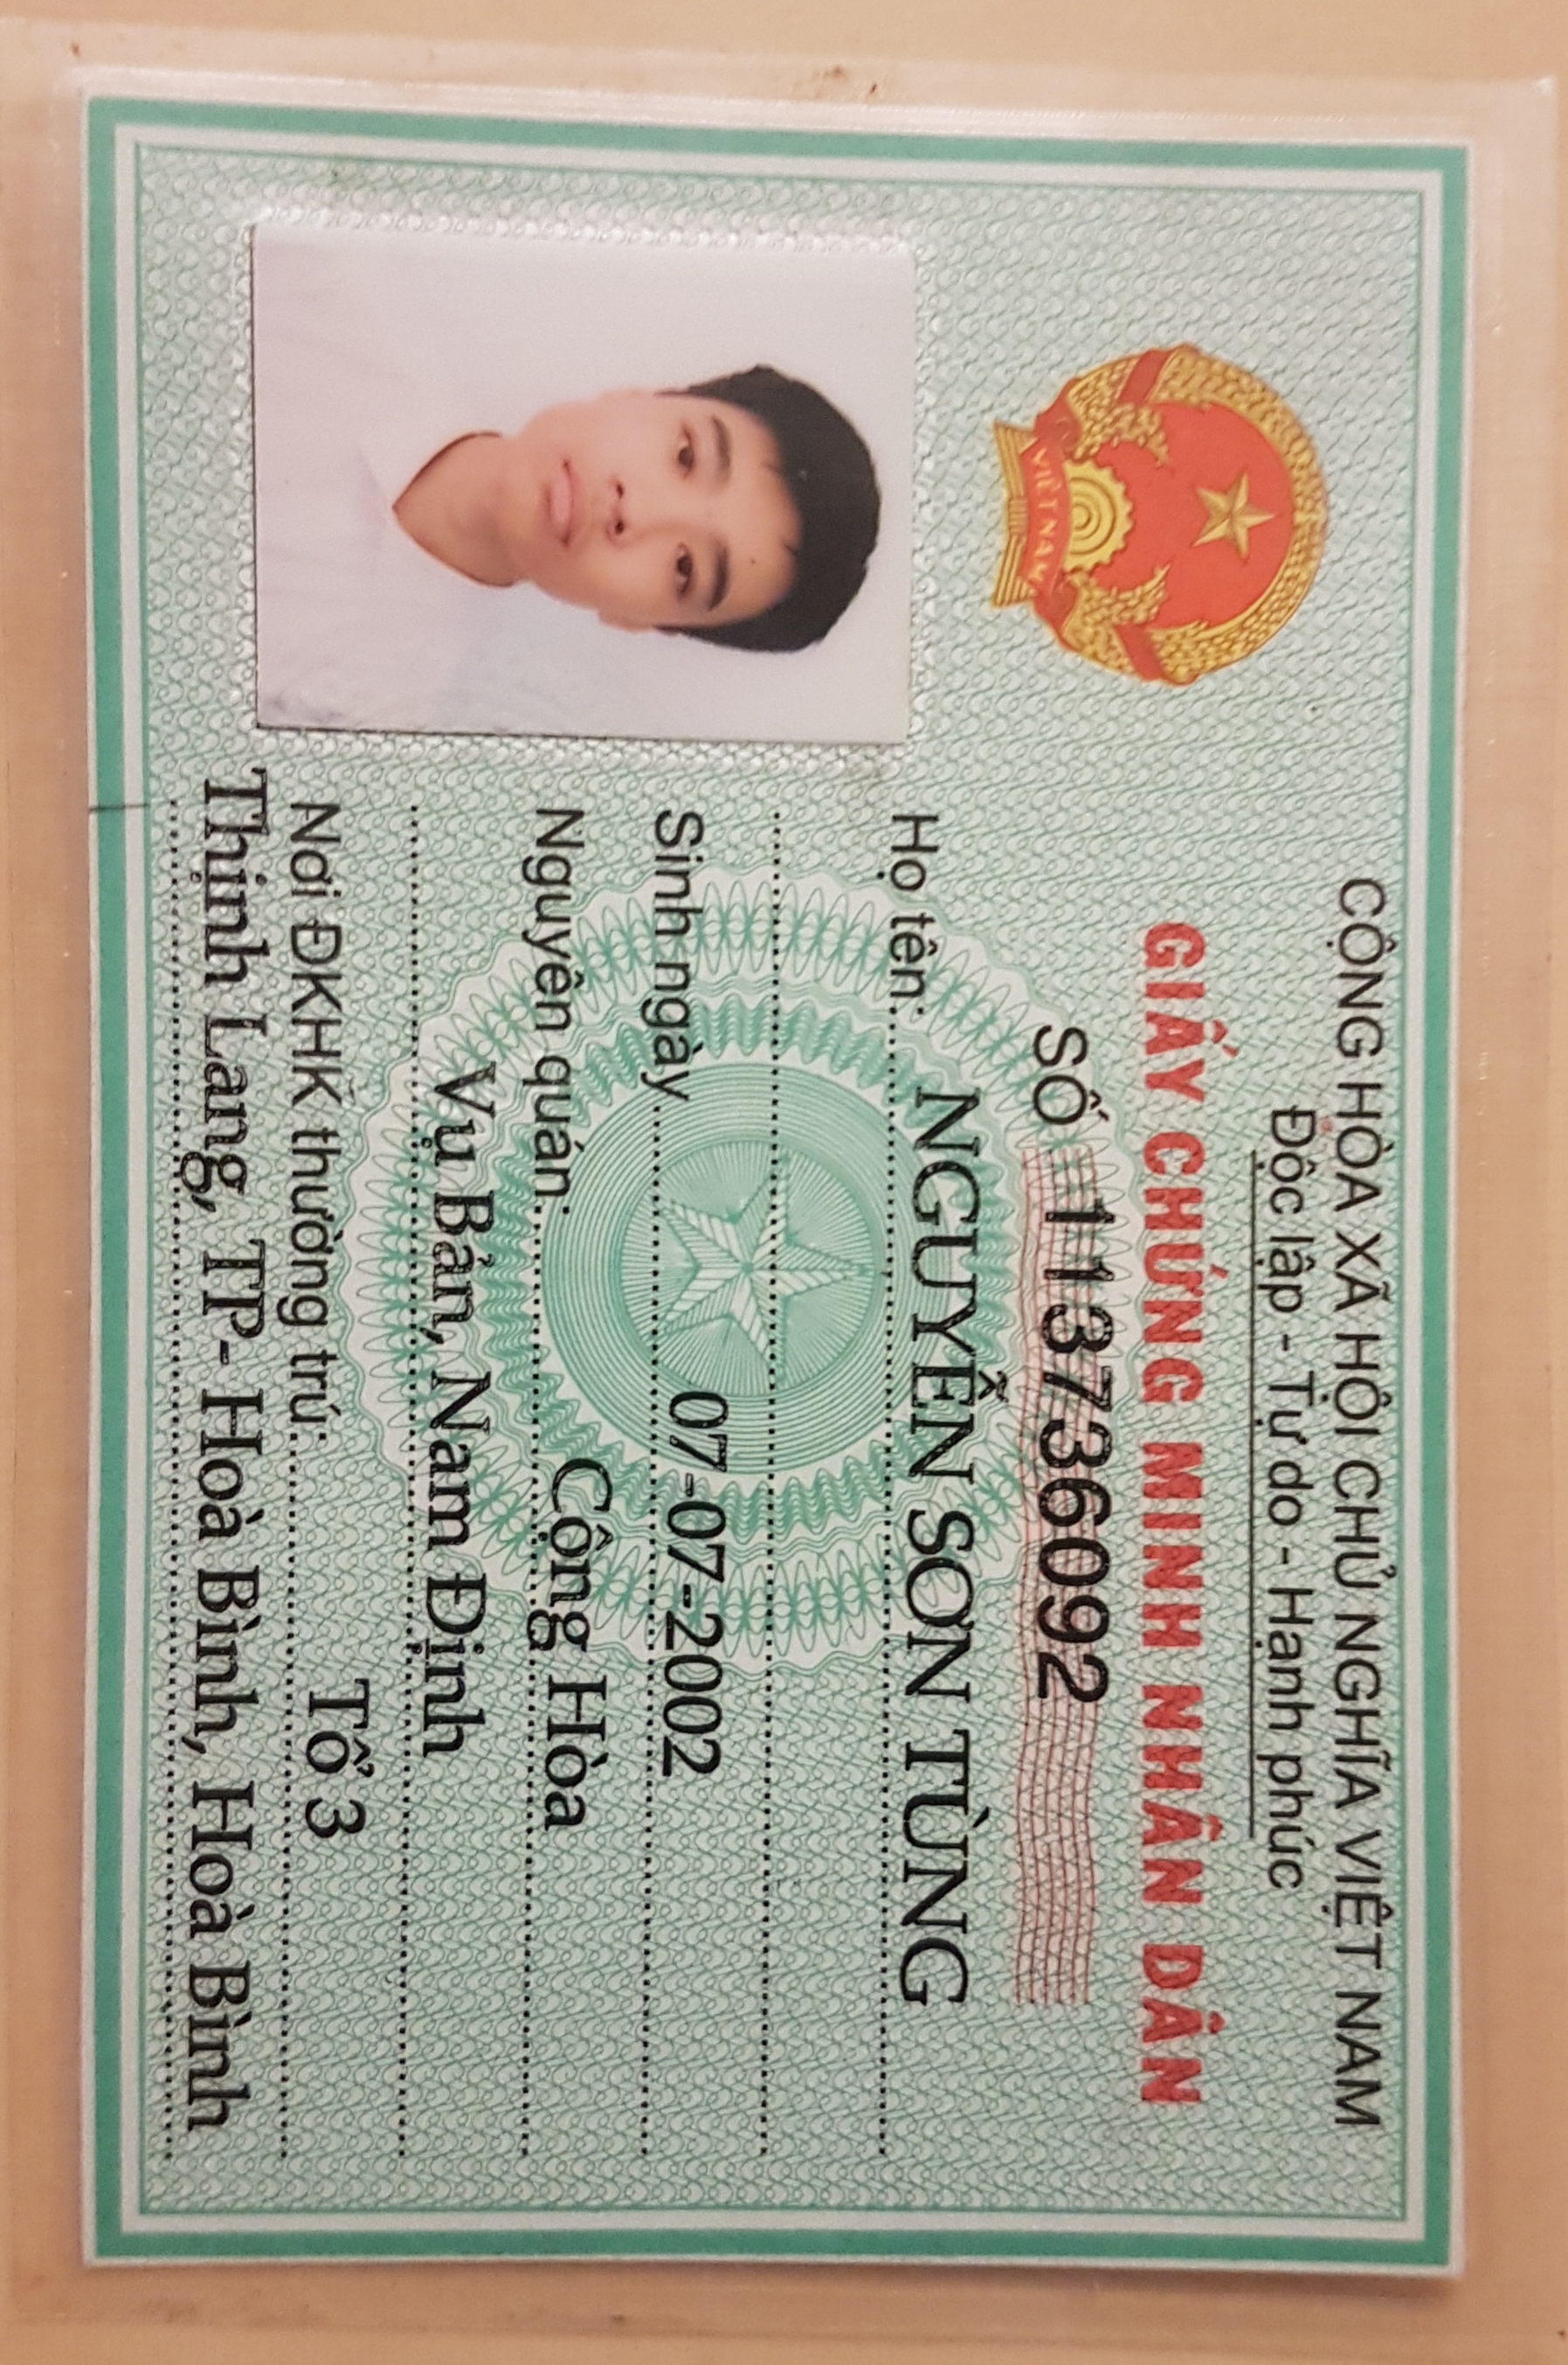 CỘNG HÒA XÃ HỘI CHỦ NGHĨA VIỆT NAM
Độc lập - Tự do - Hạnh phúc
GIẤY CHỨNG MINH NHÂN DÂN
SỐ 113736092
VIỆT NAM
Họ tên: NGUYỄN SƠN TÙNG
Sinh ngày 07-07-2002
Nguyên quán: Cộng Hòa
Vụ Bản, Nam Định
Nơi ĐKHK thường trú: Tổ 3
Thịnh Lang, TP- Hoà Bình, Hoà Bình